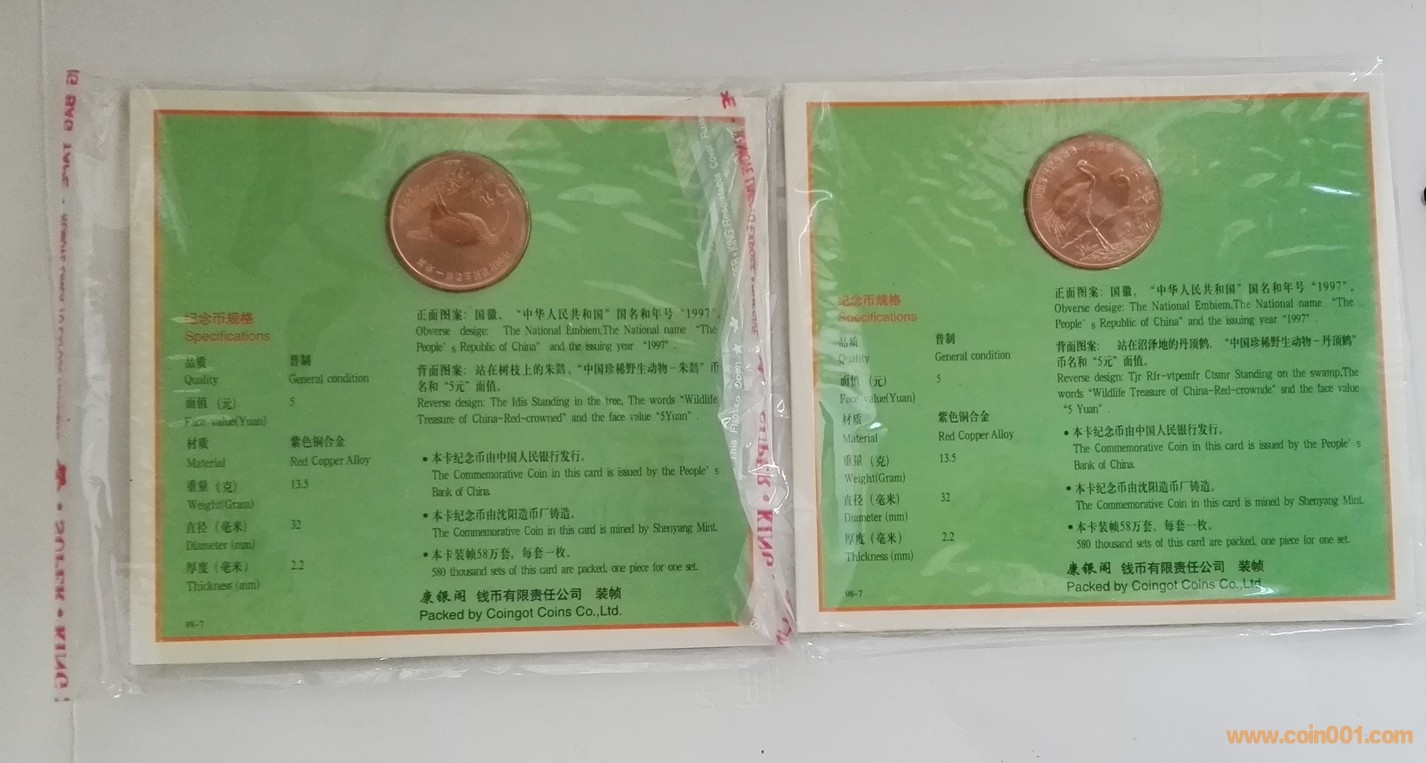 纪念币规格
Specifications
品质 普制
Quality General condition
面值（元） 5
Face value(Yuan)
材质 紫色铜合金
Material Red Copper Alloy
重量（克） 13.5
Weight(Gram)
直径（毫米） 32
Diameter (mm)
厚度（毫米） 2.2
Thickness (mm)
98-7
正面图案：国徽，“中华人民共和国”国名和年号“1997”。
Obverse desige: The National Embiem,The National name “The
People’s Republic of China” and the issuing year “1997”.
背面图案：站在树枝上的朱鹮，“中国珍稀野生动物－朱鹮”币
名和“5元”面值。
Reverse design: The Idis Standing in the tree, The words “Wildlife
Treasure of China-Red-crowned” and the face value “5Yuan”.
• 本卡纪念币由中国人民银行发行。
The Commemorative Coin in this card is issued by the People’s
Bank of China.
• 本卡纪念币由沈阳造币厂铸造。
The Commemorative Coin in this card is mined by Shenyang Mint.
• 本卡装帧58万套，每套一枚。
580 thousand sets of this card are packed, one piece for one set.
康银阁 钱币有限责任公司 装帧
Packed by Coingot Coins Co.,Ltd.
纪念币规格
Specifications
品质 普制
Quality General condition
面值（元） 5
Face value(Yuan)
材质 紫色铜合金
Material Red Copper Alloy
重量（克） 13.5
Weight(Gram)
直径（毫米） 32
Diameter (mm)
厚度（毫米） 2.2
Thickness (mm)
98-7
正面图案：国徽，“中华人民共和国”国名和年号“1997”。
Obverse desige: The National Embiem,The National name “The
People’s Republic of China” and the issuing year “1997”.
背面图案：站在沼泽地的丹顶鹤，“中国珍稀野生动物－丹顶鹤”
币名和“5元”面值。
Reverse design: Tjr Rfr-vtpemfr Ctsmr Standing on the swamp,The
words “Wildlife Treasure of China-Red-crownde” snd the face value
“5 Yuan”.
• 本卡纪念币由中国人民银行发行。
The Commemorative Coin in this card is issued by the People’s
Bank of China.
• 本卡纪念币由沈阳造币厂铸造。
The Commemorative Coin in this card is mined by Shenyang Mint.
• 本卡装帧58万套，每套一枚。
580 thousand sets of this card are packed, one piece for one set.
康银阁 钱币有限责任公司 装帧
Packed by Coingot Coins Co.,Ltd.
www.coin001.com